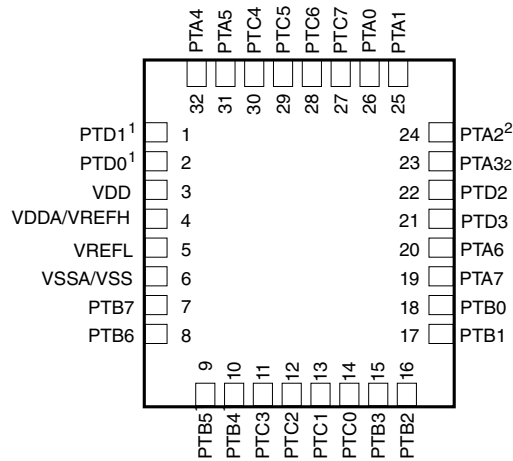 PTA4 PTA5 PTC4 PTC5 PTC6 PTC7 PTA0 PTA1
32 31 30 29 28 27 26 25
PTD1¹ 1 24 PTA2²
PTD0¹ 2 23 PTA32
VDD 3 22 PTD2
VDDA/VREFH 4 21 PTD3
VREFL 5 20 PTA6
VSSA/VSS 6 19 PTA7
PTB7 7 18 PTB0
PTB6 8 17 PTB1
9 10 11 12 13 14 15 16
PTB5 PTB4 PTC3 PTC2 PTC1 PTC0 PTB3 PTB2